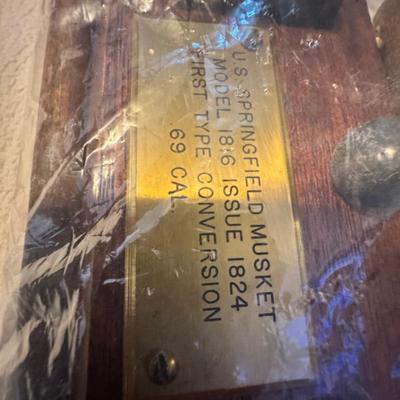 U.S. SPRINGFIELD MUSKET
MODEL 1816 ISSUE 1824
FIRST TYPE CONVERSION
.69 CAL.